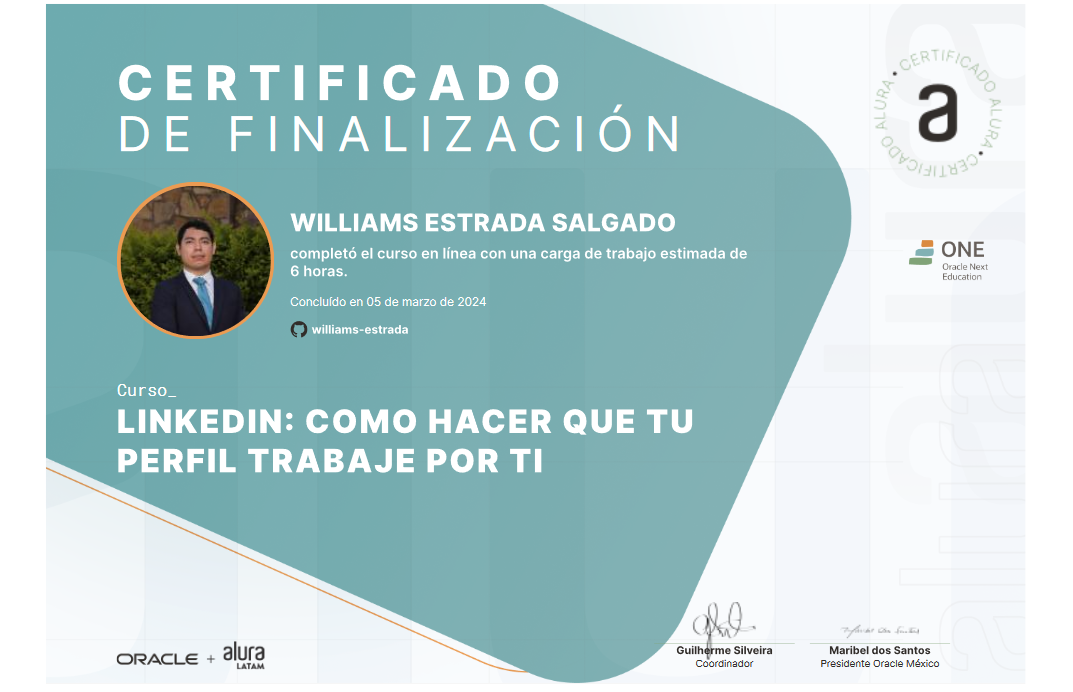 CERTIFICADO
DE FINALIZACIÓN
CERTIFICADO ALURA • CERTIFICADO ALURA •
a
WILLIAMS ESTRADA SALGADO
completó el curso en línea con una carga de trabajo estimada de
6 horas.
Concluído en 05 de marzo de 2024
williams-estrada
ONE
Oracle Next
Education
Curso_
LINKEDIN: COMO HACER QUE TU
PERFIL TRABAJE POR TI
ORACLE + alura
LATAM
Guilherme Silveira
Coordinador
Maribel dos Santos
Presidente Oracle México